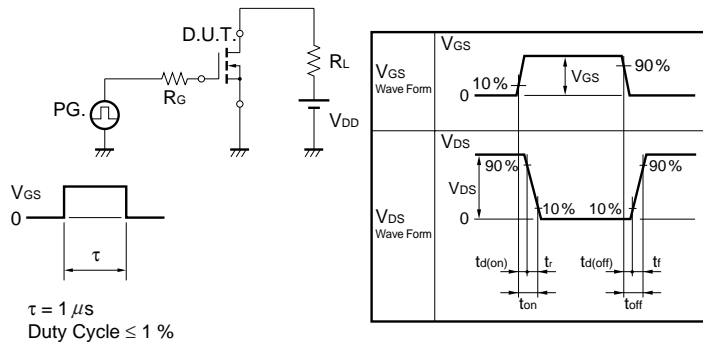 D.U.T.
RL
RG
PG.
VDD
VGS
0
τ
τ = 1 μs
Duty Cycle ≤ 1 %
VGS
Wave Form
VGS
10 %
VGS
90 %
0
VDS
Wave Form
VDS
90 %
90 %
VDS
10 %
10 %
0
td(on)
tr
td(off)
tf
ton
toff